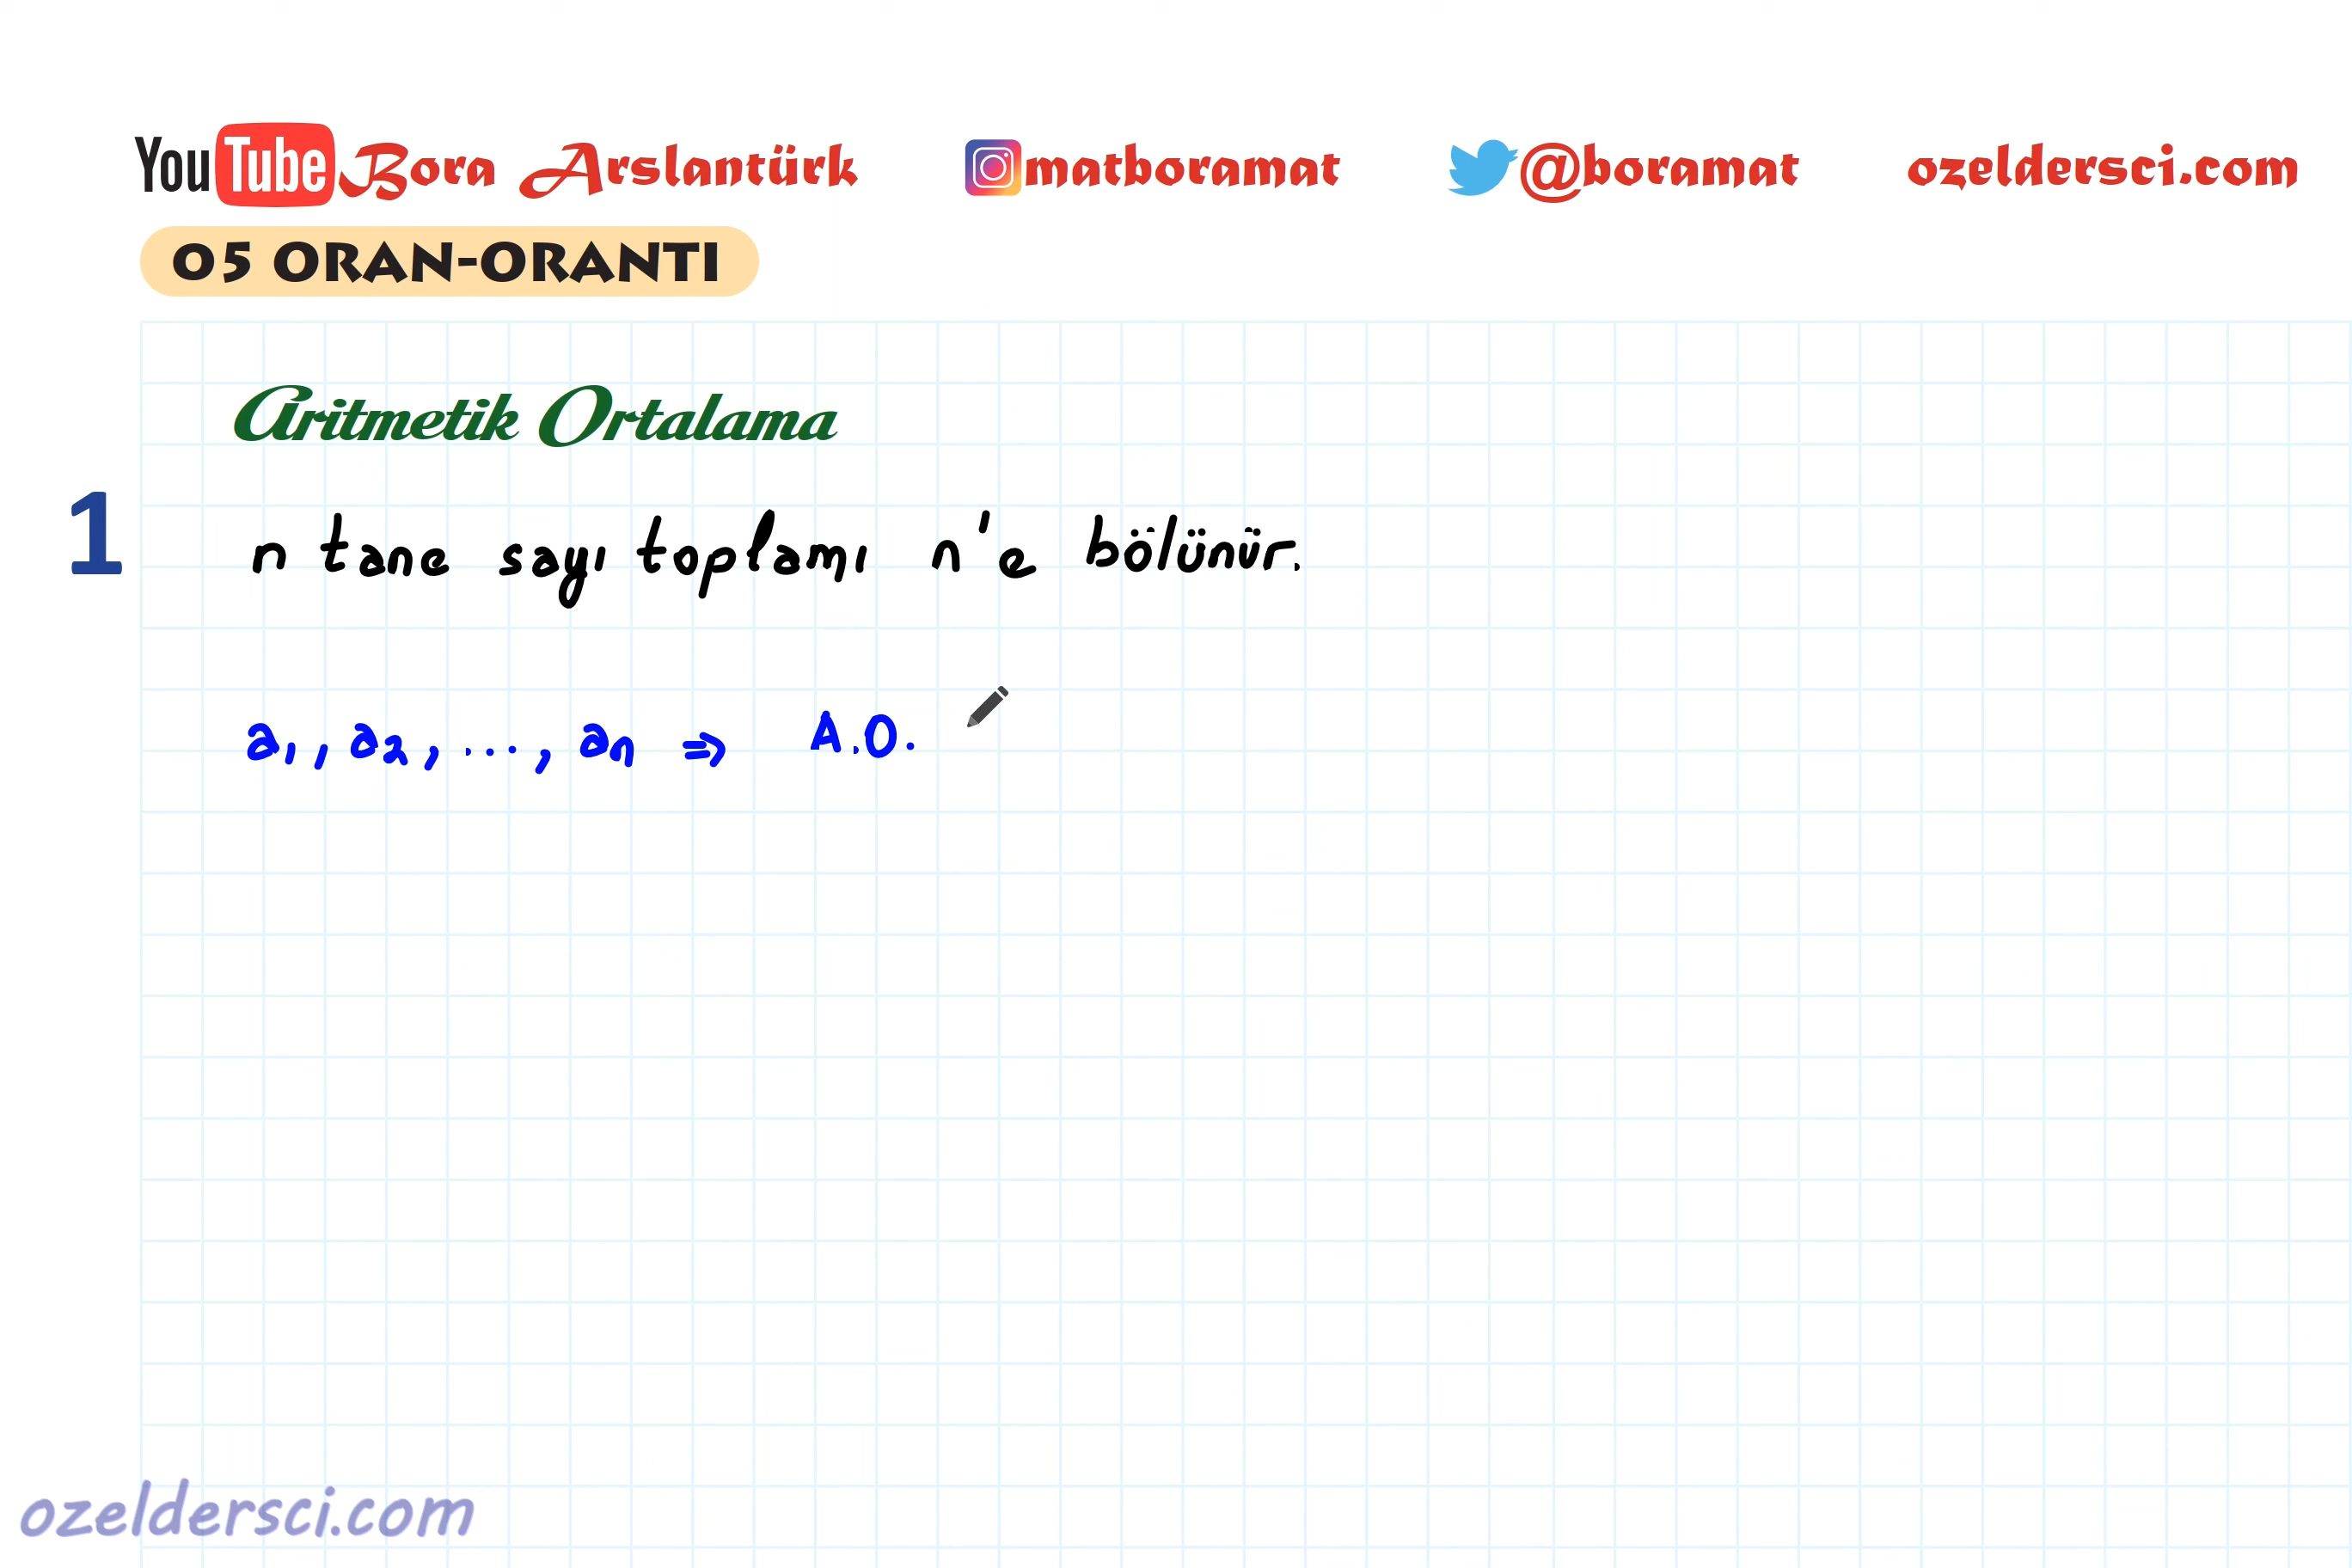 YouTube Bora Arslantürk matboramat @boramat ozeldersci.com
05 ORAN-ORANTI
Aritmetik Ortalama
1 n tane sayı toplamı n'e bölünür.
a₁, a₂, ..., aₙ ⇒ A.O.
ozeldersci.com